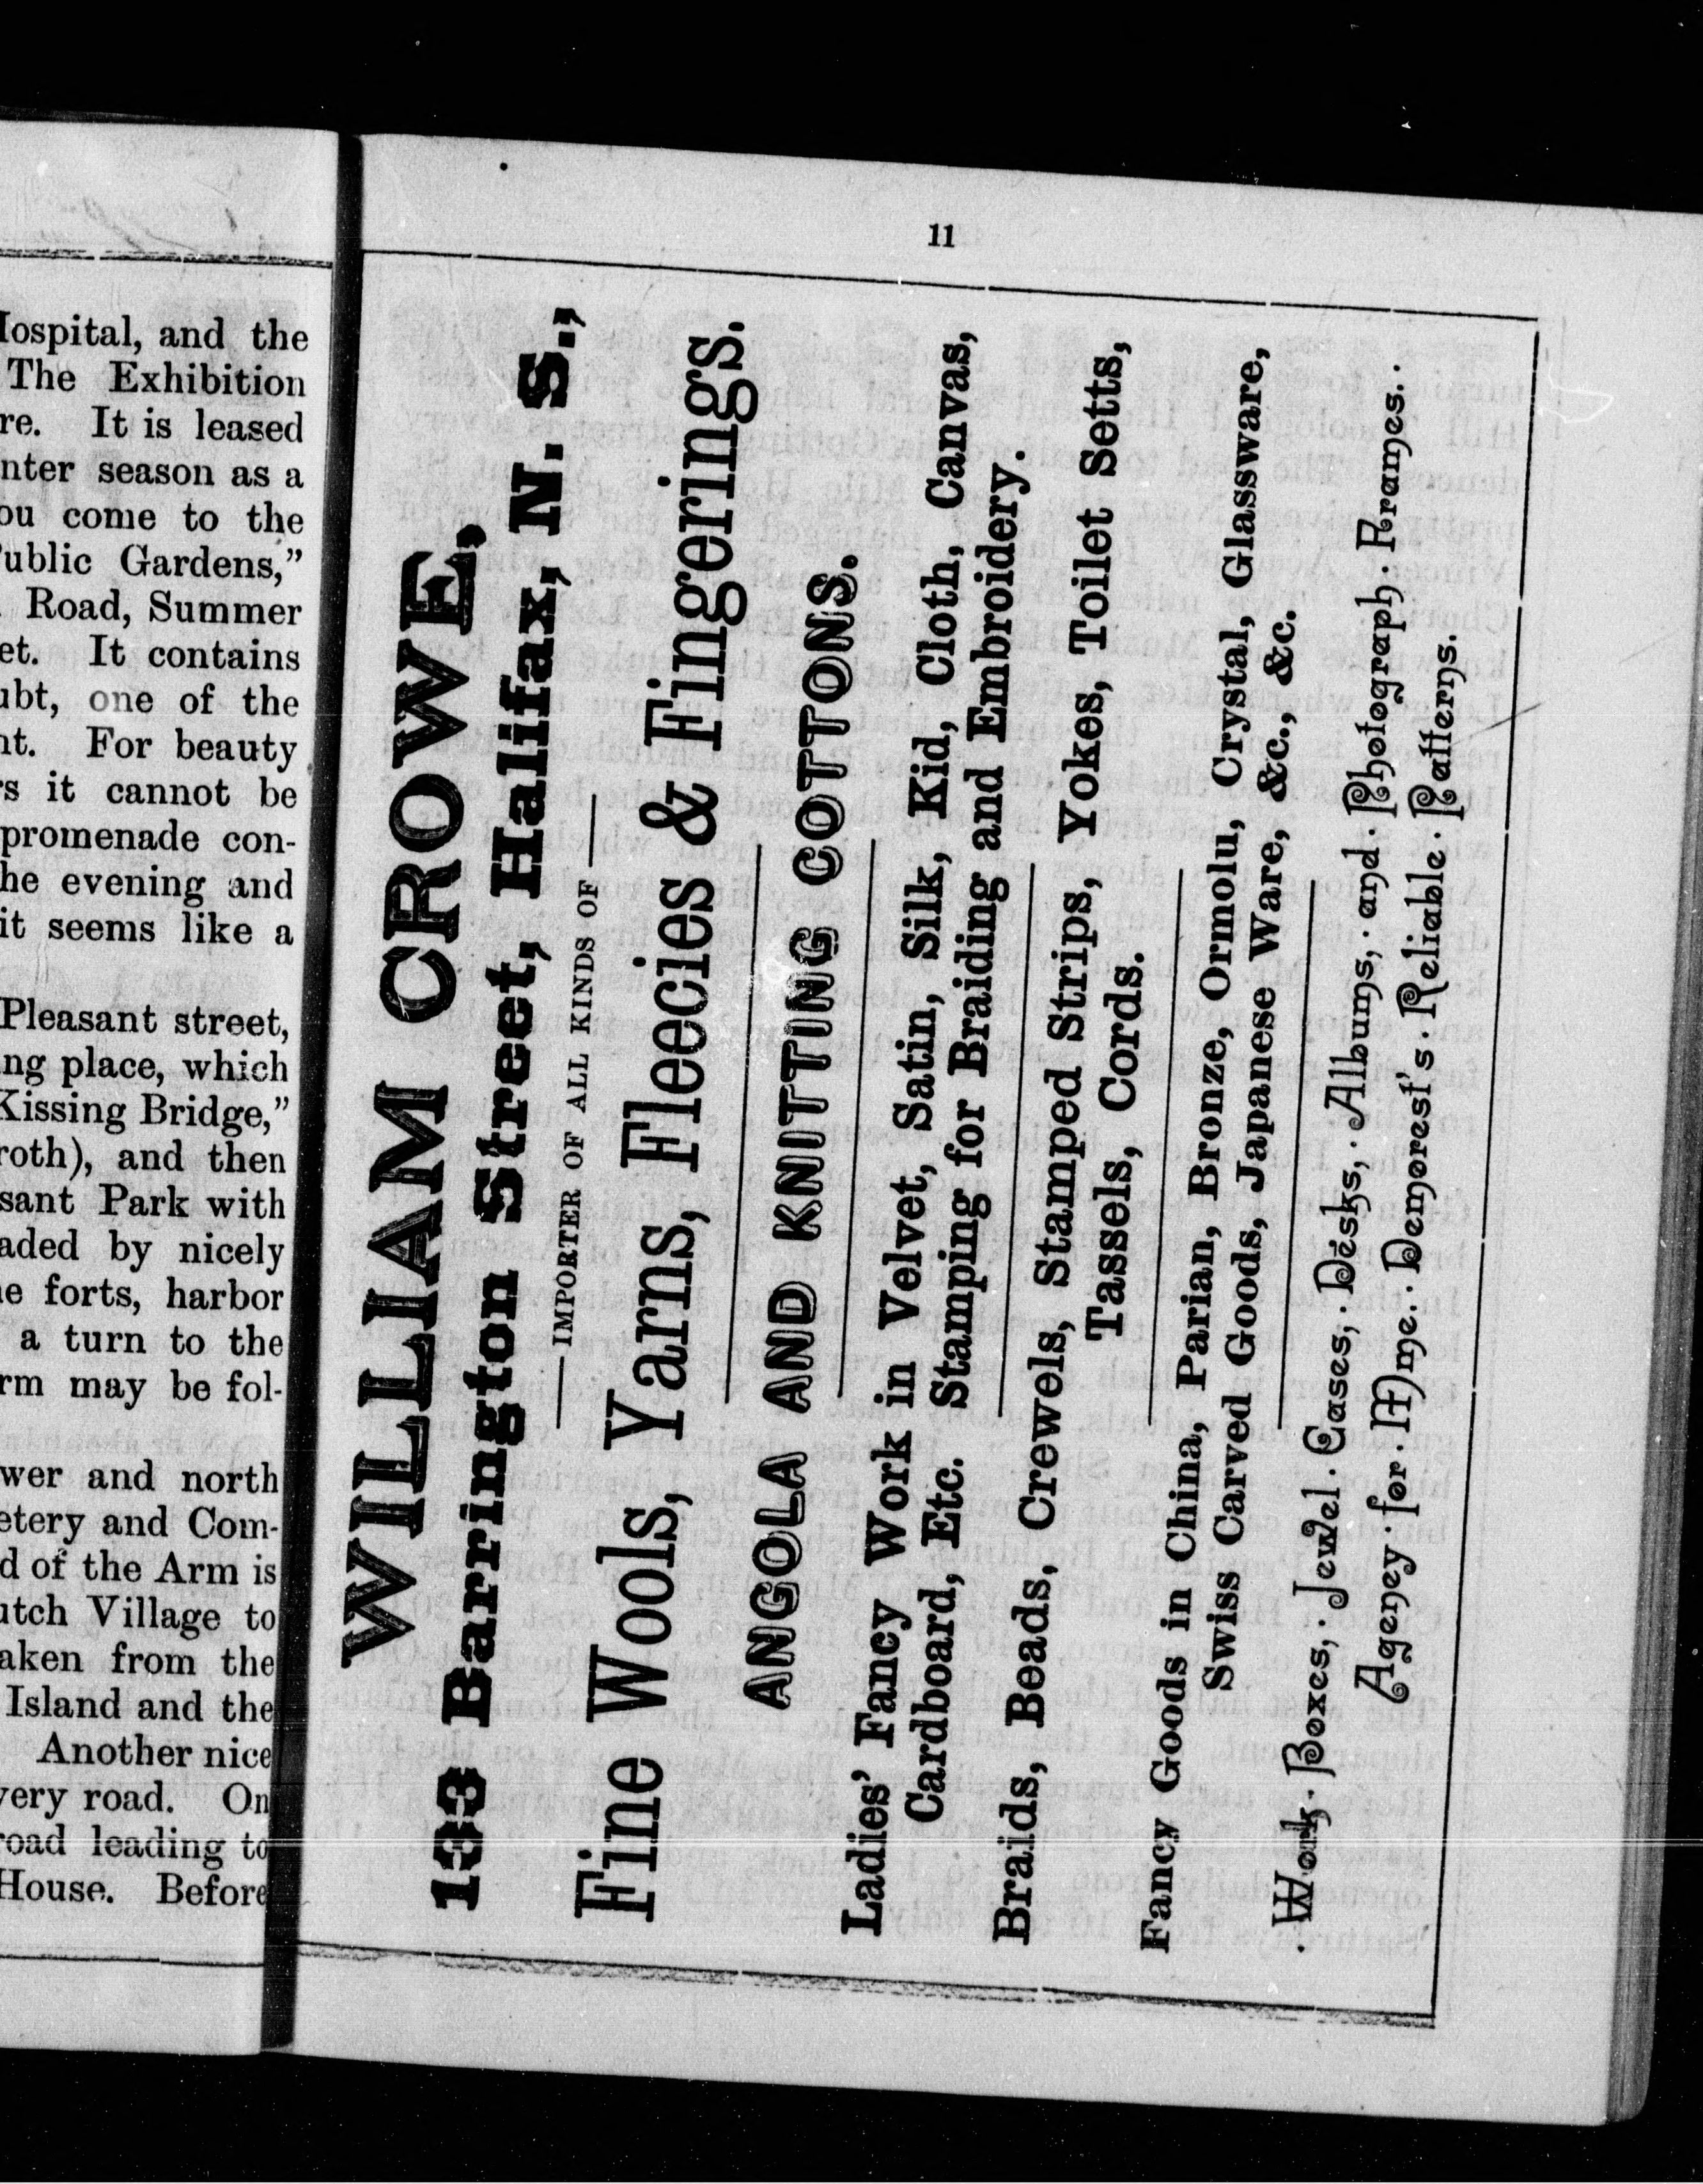 Hospital, and the
The Exhibition
re. It is leased
nter season as a
ou come to the
Public Gardens,"
Road, Summer
et. It contains
ubt, one of the
nt. For beauty
rs it cannot be
promenade con-
he evening and
it seems like a
Pleasant street,
ng place, which
Kissing Bridge,"
roth), and then
sant Park with
aded by nicely
e forts, harbor
a turn to the
rm may be fol-
wer and north
etery and Com-
d of the Arm is
utch Village to
aken from the
Island and the
Another nice
very road. On
road leading to
House. Before
11
WILLIAM CROWE,
133 Barrington Street, Halifax, N. S.,
IMPORTER OF ALL KINDS OF
Fine Wools, Yarns, Fleecies & Fingerings.
ANGOLA AND KNITTING COTTONS.
Ladies' Fancy Work in Velvet, Satin, Silk, Kid, Cloth, Canvas,
Cardboard, Etc. Stamping for Braiding and Embroidery.
Braids, Beads, Crewels, Stamped Strips, Yokes, Toilet Setts,
Tassels, Cords.
Fancy Goods in China, Parian, Bronze, Ormolu, Crystal, Glassware,
Swiss Carved Goods, Japanese Ware, &c., &c.
· Work · Boxes, · Jewel · Cases, · Desks, · Albums, · and · Photograph · Frames. ·
Agency · for · Mme. · Demorest's · Reliable · Patterns.